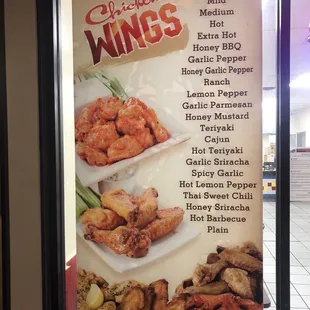 Chicken
WINGS
Mild
Medium
Hot
Extra Hot
Honey BBQ
Garlic Pepper
Honey Garlic Pepper
Ranch
Lemon Pepper
Garlic Parmesan
Honey Mustard
Teriyaki
Cajun
Hot Teriyaki
Garlic Sriracha
Spicy Garlic
Hot Lemon Pepper
Thai Sweet Chili
Honey Sriracha
Hot Barbecue
Plain